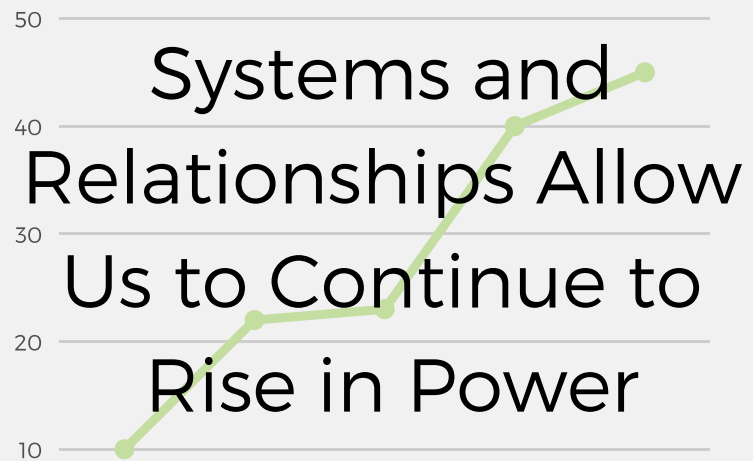 50
Systems and
40
Relationships Allow
30
Us to Continue to
20
Rise in Power
10